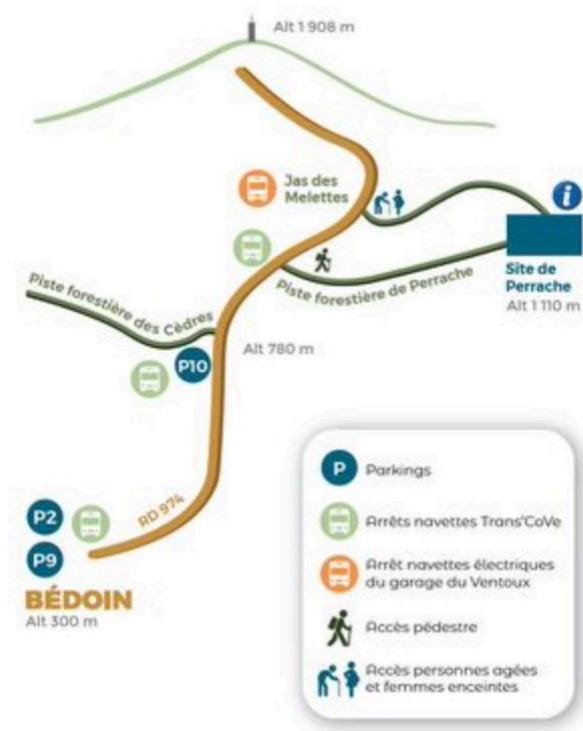 Alt 1 908 m
Jas des
Melettes
i
Piste forestière de Perrache
Site de
Perrache
Alt 1 110 m
Piste forestière des Cèdres
Alt 780 m
P10
RD 974
P2
P9
BÉDOIN
Alt 300 m
P Parkings
Arrêts navettes Trans'CoVe
Arrêt navettes électriques
du garage du Ventoux
Accès pédestre
Accès personnes agées
et femmes enceintes